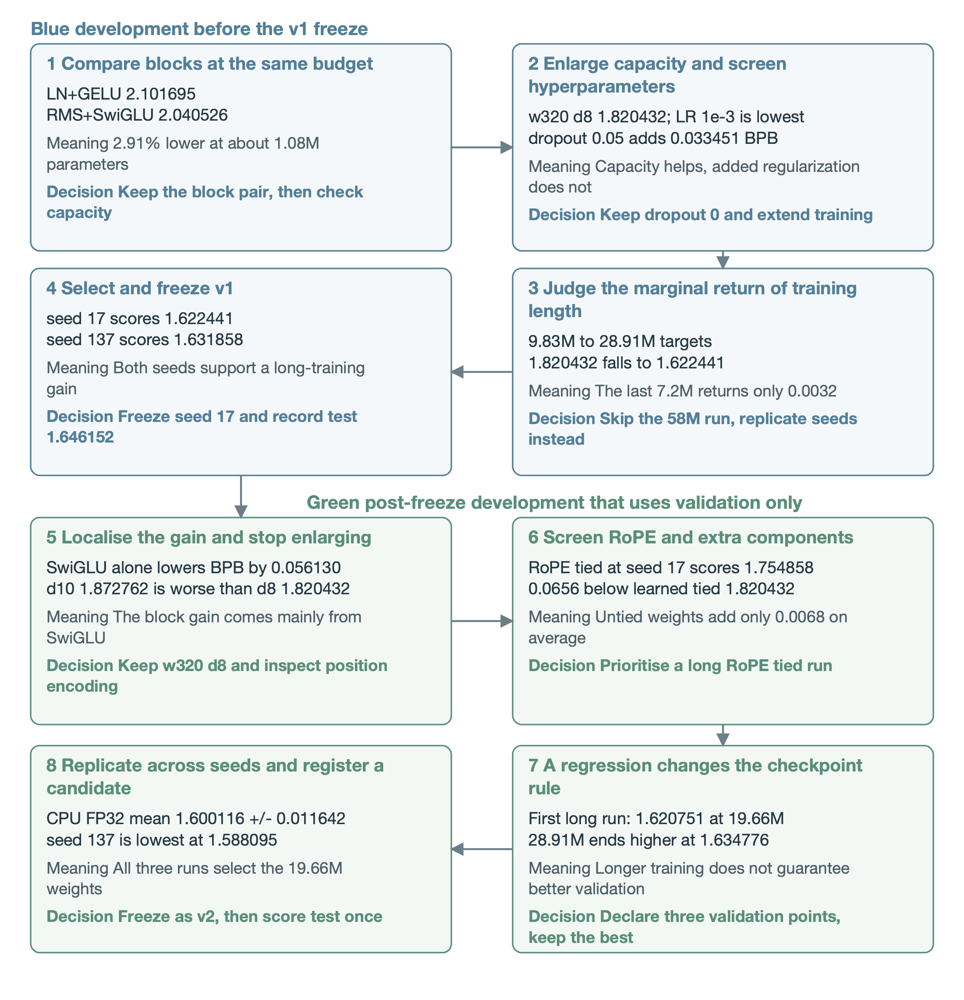 Blue development before the v1 freeze
1 Compare blocks at the same budget
LN+GELU 2.101695
RMS+SwiGLU 2.040526
Meaning 2.91% lower at about 1.08M
parameters
Decision Keep the block pair, then check
capacity
2 Enlarge capacity and screen
hyperparameters
w320 d8 1.820432; LR 1e-3 is lowest
dropout 0.05 adds 0.033451 BPB
Meaning Capacity helps, added regularization
does not
Decision Keep dropout 0 and extend training
3 Judge the marginal return of training
length
9.83M to 28.91M targets
1.820432 falls to 1.622441
Meaning The last 7.2M returns only 0.0032
Decision Skip the 58M run, replicate seeds
instead
4 Select and freeze v1
seed 17 scores 1.622441
seed 137 scores 1.631858
Meaning Both seeds support a long-training
gain
Decision Freeze seed 17 and record test
1.646152
Green post-freeze development that uses validation only
5 Localise the gain and stop enlarging
SwiGLU alone lowers BPB by 0.056130
d10 1.872762 is worse than d8 1.820432
Meaning The block gain comes mainly from
SwiGLU
Decision Keep w320 d8 and inspect position
encoding
6 Screen RoPE and extra components
RoPE tied at seed 17 scores 1.754858
0.0656 below learned tied 1.820432
Meaning Untied weights add only 0.0068 on
average
Decision Prioritise a long RoPE tied run
7 A regression changes the checkpoint
rule
First long run: 1.620751 at 19.66M
28.91M ends higher at 1.634776
Meaning Longer training does not guarantee
better validation
Decision Declare three validation points,
keep the best
8 Replicate across seeds and register a
candidate
CPU FP32 mean 1.600116 +/- 0.011642
seed 137 is lowest at 1.588095
Meaning All three runs select the 19.66M
weights
Decision Freeze as v2, then score test once